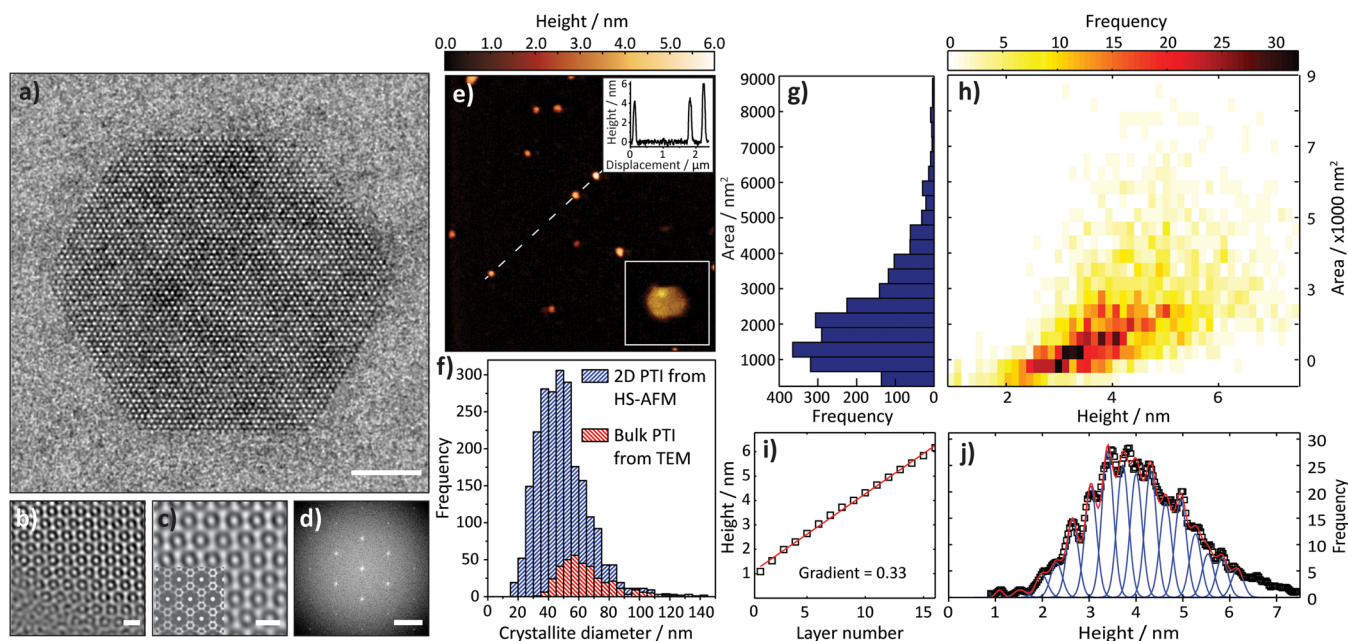 Height / nm
0.0 1.0 2.0 3.0 4.0 5.0 6.0
Frequency
0 5 10 15 20 25 30
a)
e)
Height / nm
6
4
2
0
0 1 2
Displacement / µm
g)
Area / nm²
9000
8000
7000
6000
5000
4000
3000
2000
1000
400 300 200 100 0
Frequency
h)
9
7
5
3
0
Area / x1000 nm²
2 4 6
Height / nm
b)
c)
d)
f)
2D PTI from
HS-AFM
Bulk PTI
from TEM
Frequency
300
250
200
150
100
50
0
0 20 40 60 80 100 120 140
Crystallite diameter / nm
i)
Height / nm
6
5
4
3
2
1
Gradient = 0.33
0 5 10 15
Layer number
j)
30
25
20
15
10
5
0
Frequency
1 2 3 4 5 6 7
Height / nm